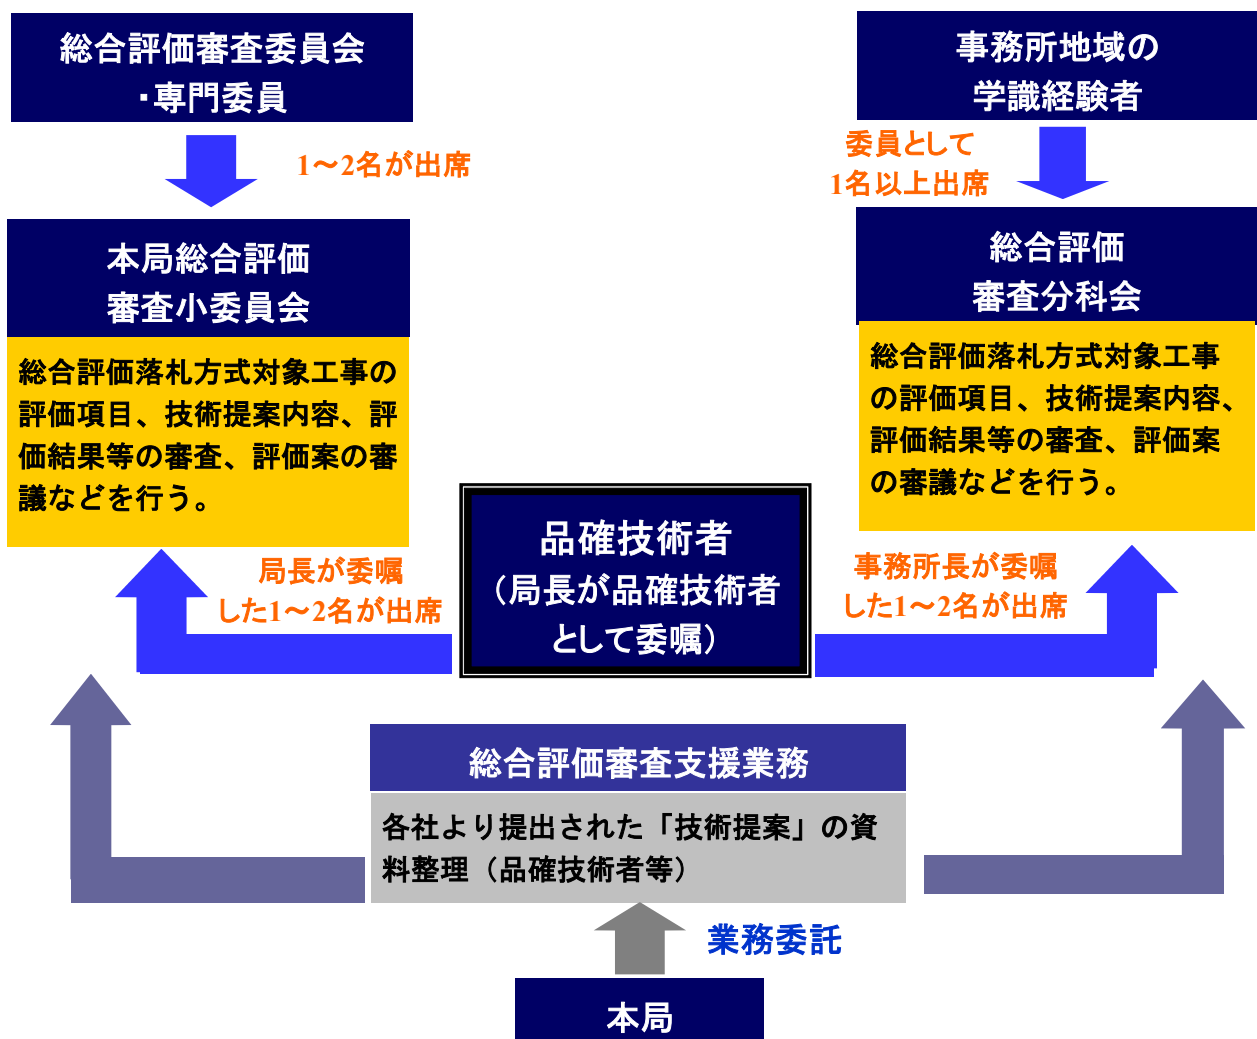 総合評価審査委員会
・専門委員
1～2名が出席
本局総合評価
審査小委員会
総合評価落札方式対象工事の
評価項目、技術提案内容、評
価結果等の審査、評価案の審
議などを行う。
事務所地域の
学識経験者
委員として
1名以上出席
総合評価
審査分科会
総合評価落札方式対象工事
の評価項目、技術提案内容、
評価結果等の審査、評価案
の審議などを行う。
局長が委嘱
した1～2名が出席
品確技術者
（局長が品確技術者
として委嘱）
事務所長が委嘱
した1～2名が出席
総合評価審査支援業務
各社より提出された「技術提案」の資
料整理（品確技術者等）
業務委託
本局